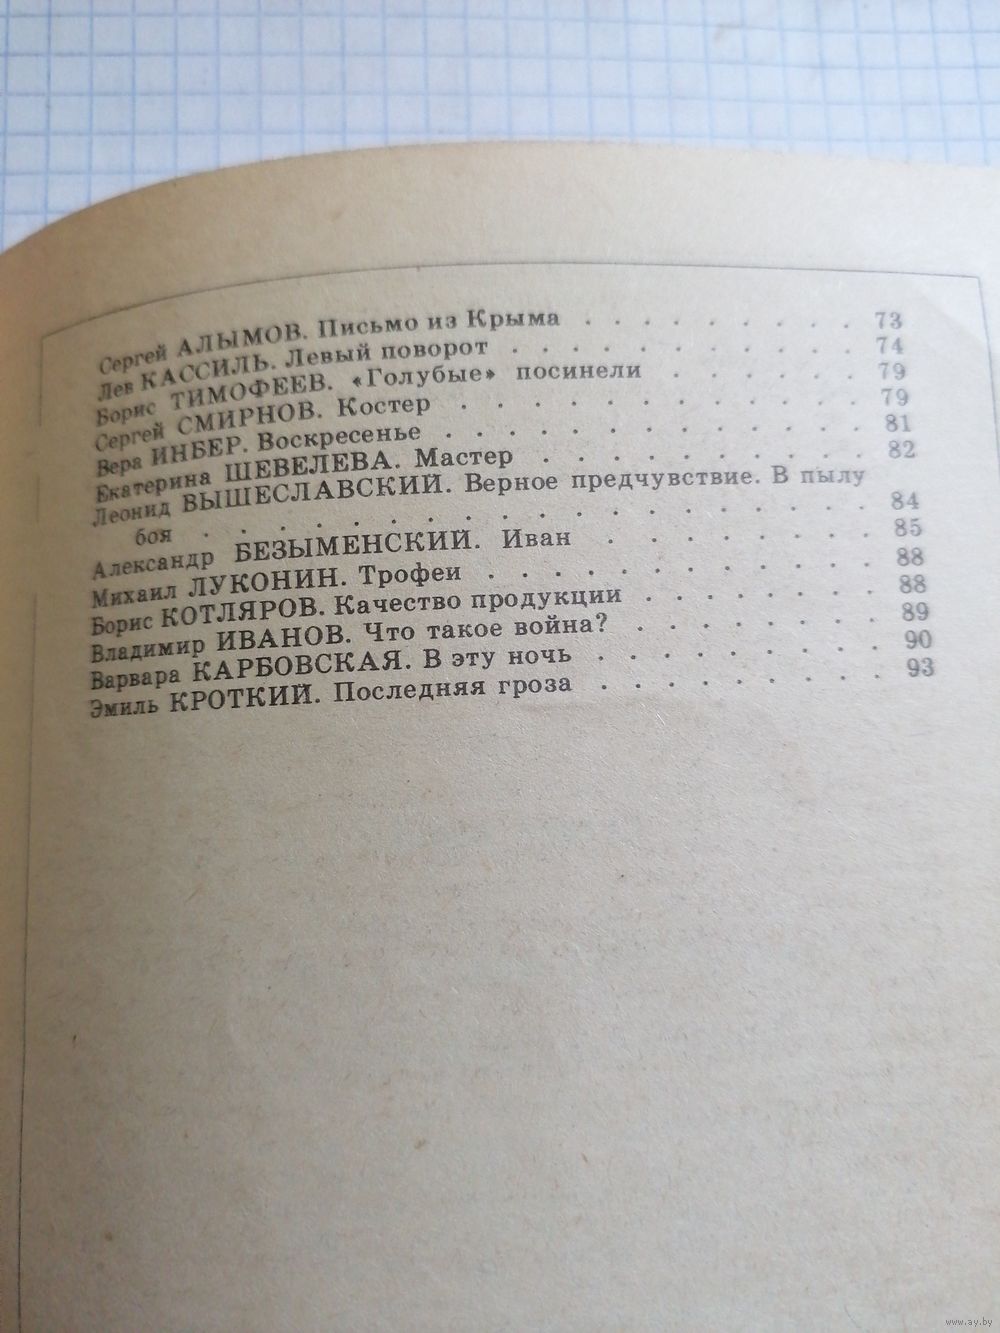 Сергей АЛЫМОВ. Письмо из Крыма . . . . . . . . . 73
Лев КАССИЛЬ. Левый поворот . . . . . . . . . . 74
Борис ТИМОФЕЕВ. «Голубые» посинели . . . . . . 79
Сергей СМИРНОВ. Костер . . . . . . . . . . . . 79
Вера ИНБЕР. Воскресенье . . . . . . . . . . . . 81
Екатерина ШЕВЕЛЕВА. Мастер . . . . . . . . . . 82
Леонид ВЫШЕСЛАВСКИЙ. Верное предчувствие. В пылу
боя . . . . . . . . . . . . . . . . . . 84
Александр БЕЗЫМЕНСКИЙ. Иван . . . . . . . . 85
Михаил ЛУКОНИН. Трофеи . . . . . . . . . . . 88
Борис КОТЛЯРОВ. Качество продукции . . . . . . . 88
Владимир ИВАНОВ. Что такое война? . . . . . . . 89
Варвара КАРБОВСКАЯ. В эту ночь . . . . . . . . 90
Эмиль КРОТКИЙ. Последняя гроза . . . . . . . . . 93
www.ay.by